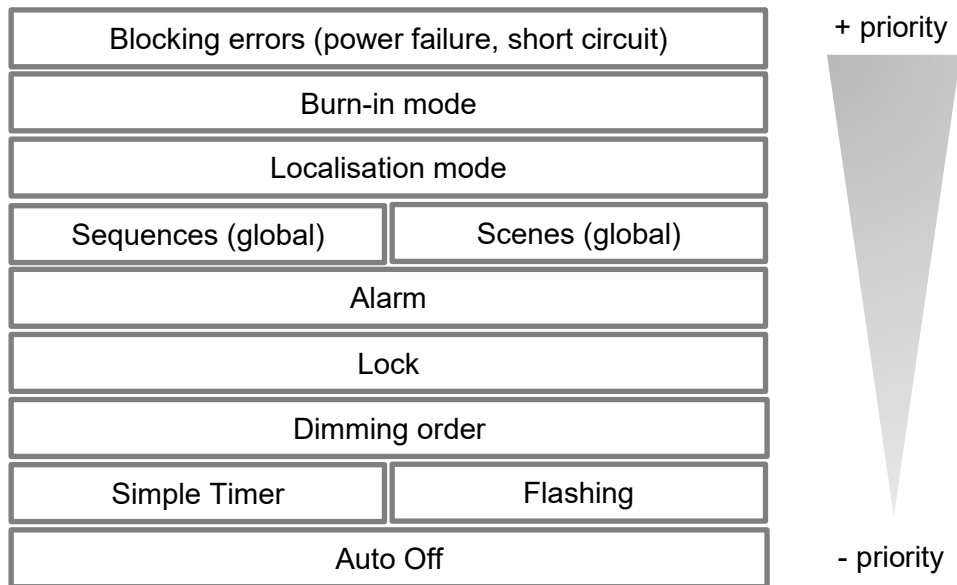 Blocking errors (power failure, short circuit)
+ priority
Burn-in mode
Localisation mode
Sequences (global)
Scenes (global)
Alarm
Lock
Dimming order
Simple Timer
Flashing
Auto Off
- priority